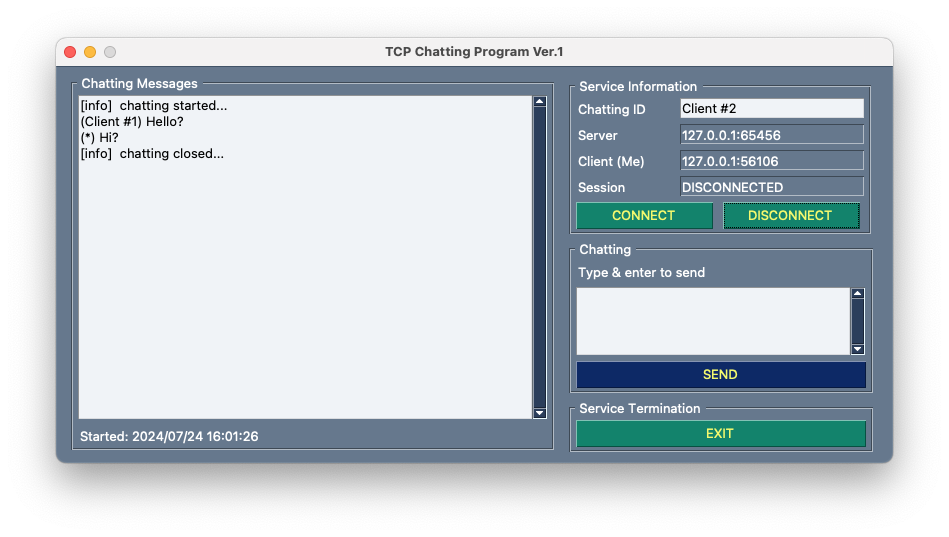 TCP Chatting Program Ver.1
Chatting Messages
[info]  chatting started...
(Client #1) Hello?
(*) Hi?
[info]  chatting closed...
Started: 2024/07/24 16:01:26
Service Information
Chatting ID Client #2
Server 127.0.0.1:65456
Client (Me) 127.0.0.1:56106
Session DISCONNECTED
CONNECT DISCONNECT
Chatting
Type & enter to send
SEND
Service Termination
EXIT